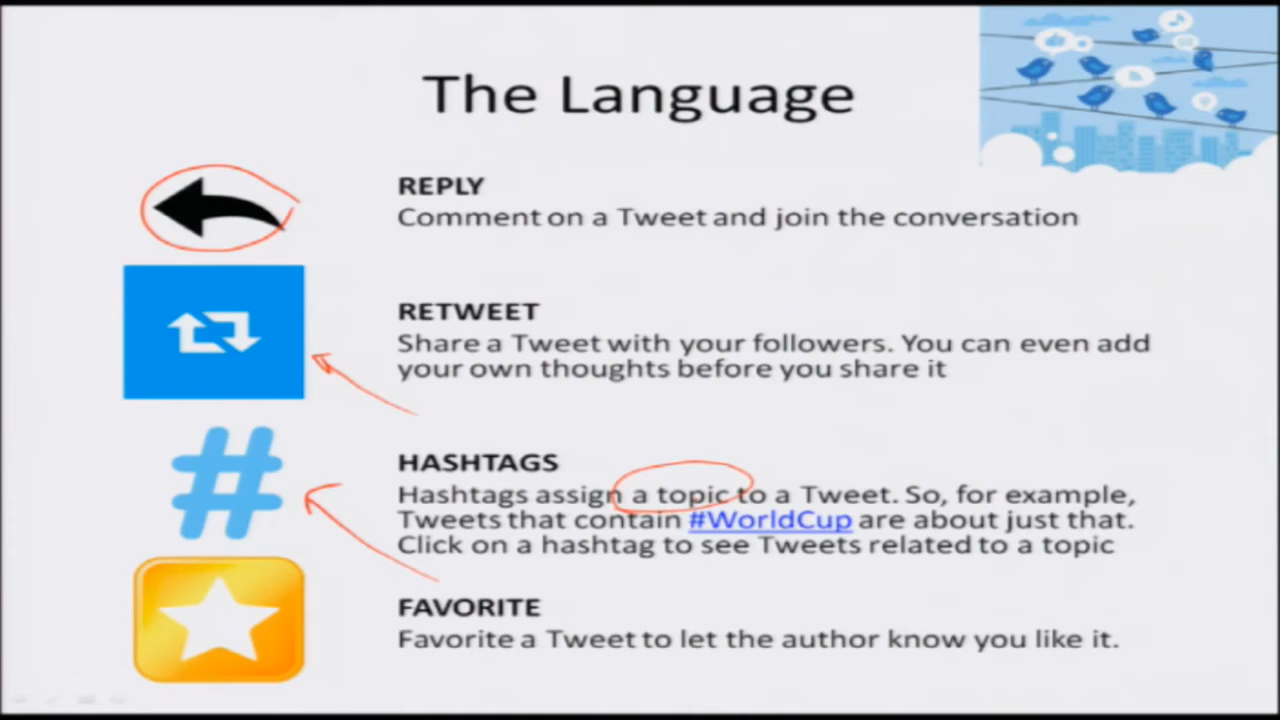 The Language
REPLY
Comment on a Tweet and join the conversation
RETWEET
Share a Tweet with your followers. You can even add
your own thoughts before you share it
#
HASHTAGS
Hashtags assign a topic to a Tweet. So, for example,
Tweets that contain #WorldCup are about just that.
Click on a hashtag to see Tweets related to a topic
FAVORITE
Favorite a Tweet to let the author know you like it.